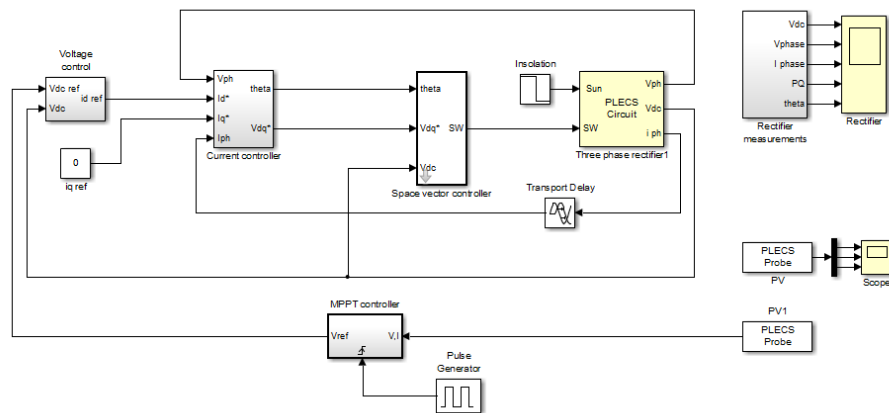 Voltage
control
Vdc ref
Vdc
id ref
0
iq ref
Vph
Id*
Iq*
Iph
theta
Vdq*
Current controller
theta
Vdq*
Vdc
SW
Space vector controller
Insolation
Sun
SW
PLECS
Circuit
Vph
Vdc
i ph
Three phase rectifier1
Transport Delay
Vdc
Vphase
I phase
PQ
theta
Rectifier
measurements
Rectifier
PLECS
Probe
PV
Scope
MPPT controller
Vref
V,I
Pulse
Generator
PV1
PLECS
Probe